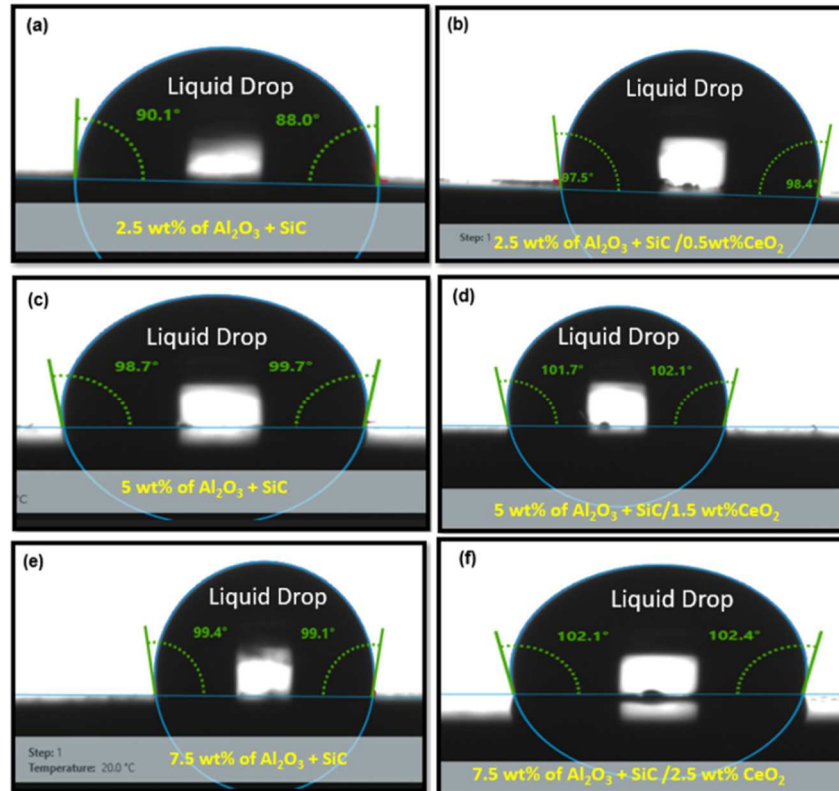 (a)
Liquid Drop
90.1° 88.0°
2.5 wt% of Al₂O₃ + SiC
(b)
Liquid Drop
97.5° 98.4°
Step: 1
2.5 wt% of Al₂O₃ + SiC /0.5wt%CeO₂
(c)
Liquid Drop
98.7° 99.7°
°C
5 wt% of Al₂O₃ + SiC
(d)
Liquid Drop
101.7° 102.1°
5 wt% of Al₂O₃ + SiC/1.5 wt%CeO₂
(e)
Liquid Drop
99.4° 99.1°
Step: 1
Temperature: 20.0 °C
7.5 wt% of Al₂O₃ + SiC
(f)
Liquid Drop
102.1° 102.4°
7.5 wt% of Al₂O₃ + SiC /2.5 wt% CeO₂